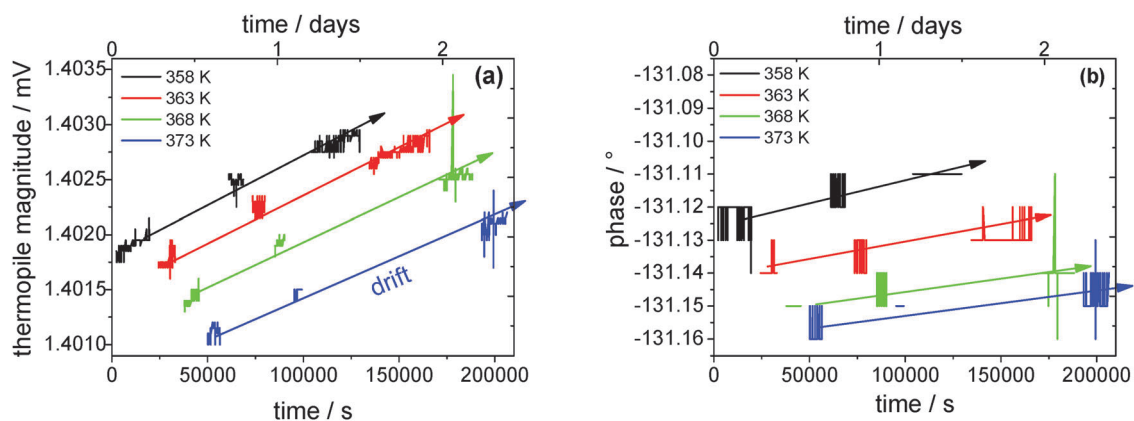 time / days
0 1 2
thermopile magnitude / mV
1.4035
1.4030
1.4025
1.4020
1.4015
1.4010
358 K
363 K
368 K
373 K
(a)
drift
0 50000 100000 150000 200000
time / s
time / days
0 1 2
phase / °
-131.08
-131.09
-131.10
-131.11
-131.12
-131.13
-131.14
-131.15
-131.16
358 K
363 K
368 K
373 K
(b)
0 50000 100000 150000 200000
time / s